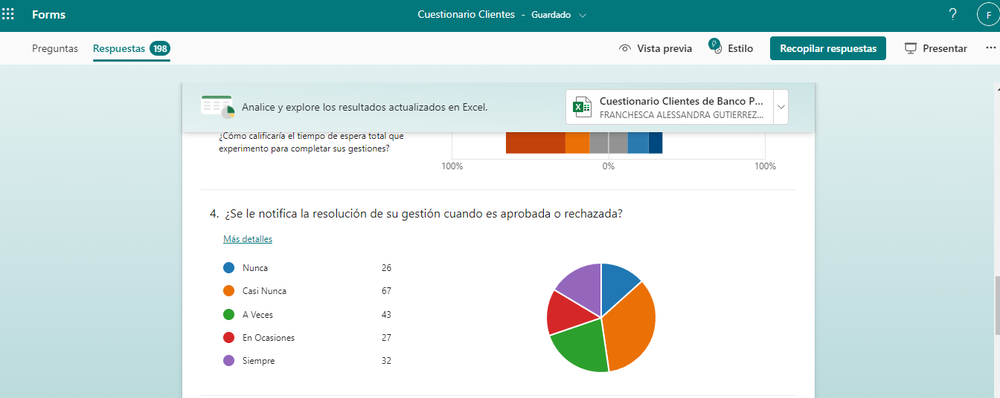 Forms
Cuestionario Clientes - Guardado
?
F
Preguntas
Respuestas 198
Vista previa
Estilo
Recopilar respuestas
Presentar
...
Analice y explore los resultados actualizados en Excel.
Cuestionario Clientes de Banco P...
FRANCHESCA ALESSANDRA GUTIERREZ...
¿Cómo calificaría el tiempo de espera total que
experimento para completar sus gestiones?
100% 0% 100%
4. ¿Se le notifica la resolución de su gestión cuando es aprobada o rechazada?
Más detalles
Nunca 26
Casi Nunca 67
A Veces 43
En Ocasiones 27
Siempre 32